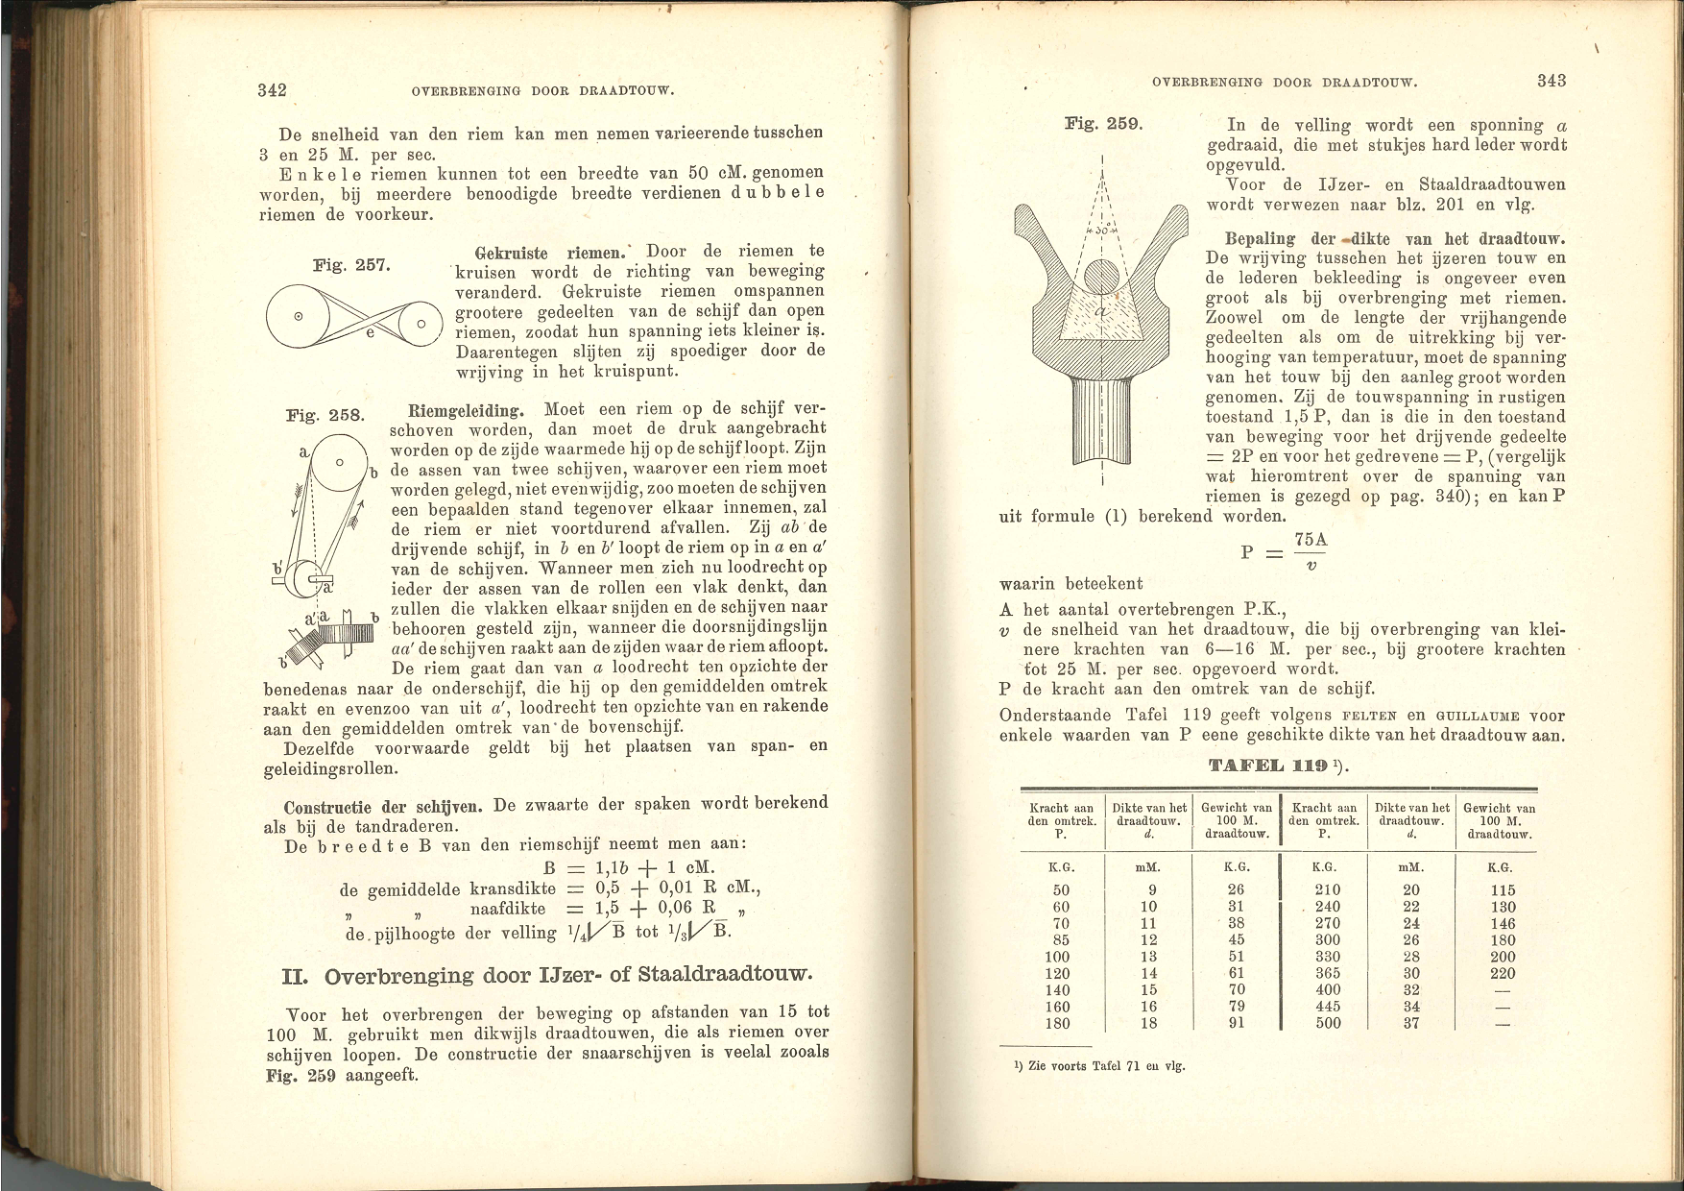 342
OVERBRENGING DOOR DRAADTOUW.
De snelheid van den riem kan men nemen varieerende tusschen
3 en 25 M. per sec.
Enkele riemen kunnen tot een breedte van 50 cM. genomen
worden, bij meerdere benoodigde breedte verdienen dubbele
riemen de voorkeur.
Fig. 257.
e
Gekruiste riemen. Door de riemen te
kruisen wordt de richting van beweging
veranderd. Gekruiste riemen omspannen
grootere gedeelten van de schijf dan open
riemen, zoodat hun spanning iets kleiner is.
Daarentegen slijten zij spoediger door de
wrijving in het kruispunt.
Fig. 258.
a
b
b'
a'
a' a b
b'
Riemgeleiding. Moet een riem op de schijf ver-
schoven worden, dan moet de druk aangebracht
worden op de zijde waarmede hij op de schijf loopt. Zijn
de assen van twee schijven, waarover een riem moet
worden gelegd, niet evenwijdig, zoo moeten de schijven
een bepaalden stand tegenover elkaar innemen, zal
de riem er niet voortdurend afvallen. Zij ab de
drijvende schijf, in b en b' loopt de riem op in a en a'
van de schijven. Wanneer men zich nu loodrecht op
ieder der assen van de rollen een vlak denkt, dan
zullen die vlakken elkaar snijden en de schijven naar
behooren gesteld zijn, wanneer die doorsnijdingslijn
aa' de schijven raakt aan de zijden waar de riem afloopt.
De riem gaat dan van a loodrecht ten opzichte der
benedenas naar de onderschijf, die hij op den gemiddelden omtrek
raakt en evenzoo van uit a', loodrecht ten opzichte van en rakende
aan den gemiddelden omtrek van de bovenschijf.
Dezelfde voorwaarde geldt bij het plaatsen van span- en
geleidingsrollen.
Constructie der schijven. De zwaarte der spaken wordt berekend
als bij de tandraderen.
De breedte B van den riemschijf neemt men aan:
B = 1,1b + 1 cM.
de gemiddelde kransdikte = 0,5 + 0,01 R cM.,
„ „ naafdikte = 1,5 + 0,06 R „
de pijlhoogte der velling 1/4√B tot 1/3√B.
II. Overbrenging door IJzer- of Staaldraadtouw.
Voor het overbrengen der beweging op afstanden van 15 tot
100 M. gebruikt men dikwijls draadtouwen, die als riemen over
schijven loopen. De constructie der snaarschijven is veelal zooals
Fig. 259 aangeeft.
OVERBRENGING DOOR DRAADTOUW.
343
Fig. 259.
30°
a
In de velling wordt een sponning a
gedraaid, die met stukjes hard leder wordt
opgevuld.
Voor de IJzer- en Staaldraadtouwen
wordt verwezen naar blz. 201 en vlg.
Bepaling der dikte van het draadtouw.
De wrijving tusschen het ijzeren touw en
de lederen bekleeding is ongeveer even
groot als bij overbrenging met riemen.
Zoowel om de lengte der vrijhangende
gedeelten als om de uitrekking bij ver-
hooging van temperatuur, moet de spanning
van het touw bij den aanleg groot worden
genomen. Zij de touwspanning in rustigen
toestand 1,5 P, dan is die in den toestand
van beweging voor het drijvende gedeelte
= 2P en voor het gedrevene = P, (vergelijk
wat hieromtrent over de spanning van
riemen is gezegd op pag. 340); en kan P
uit formule (1) berekend worden.
P = 75A / v
waarin beteekent
A het aantal overtebrengen P.K.,
v de snelheid van het draadtouw, die bij overbrenging van klei-
nere krachten van 6—16 M. per sec., bij grootere krachten
tot 25 M. per sec. opgevoerd wordt.
P de kracht aan den omtrek van de schijf.
Onderstaande Tafel 119 geeft volgens FELTEN en GUILLAUME voor
enkele waarden van P eene geschikte dikte van het draadtouw aan.
TAFEL 119 1).
Kracht aan den omtrek. P. | Dikte van het draadtouw. d. | Gewicht van 100 M. draadtouw. | Kracht aan den omtrek. P. | Dikte van het draadtouw. d. | Gewicht van 100 M. draadtouw.
K.G. mM. K.G. K.G. mM. K.G.
50 9 26 210 20 115
60 10 31 240 22 130
70 11 38 270 24 146
85 12 45 300 26 180
100 13 51 330 28 200
120 14 61 365 30 220
140 15 70 400 32 —
160 16 79 445 34 —
180 18 91 500 37 —
1) Zie voorts Tafel 71 en vlg.